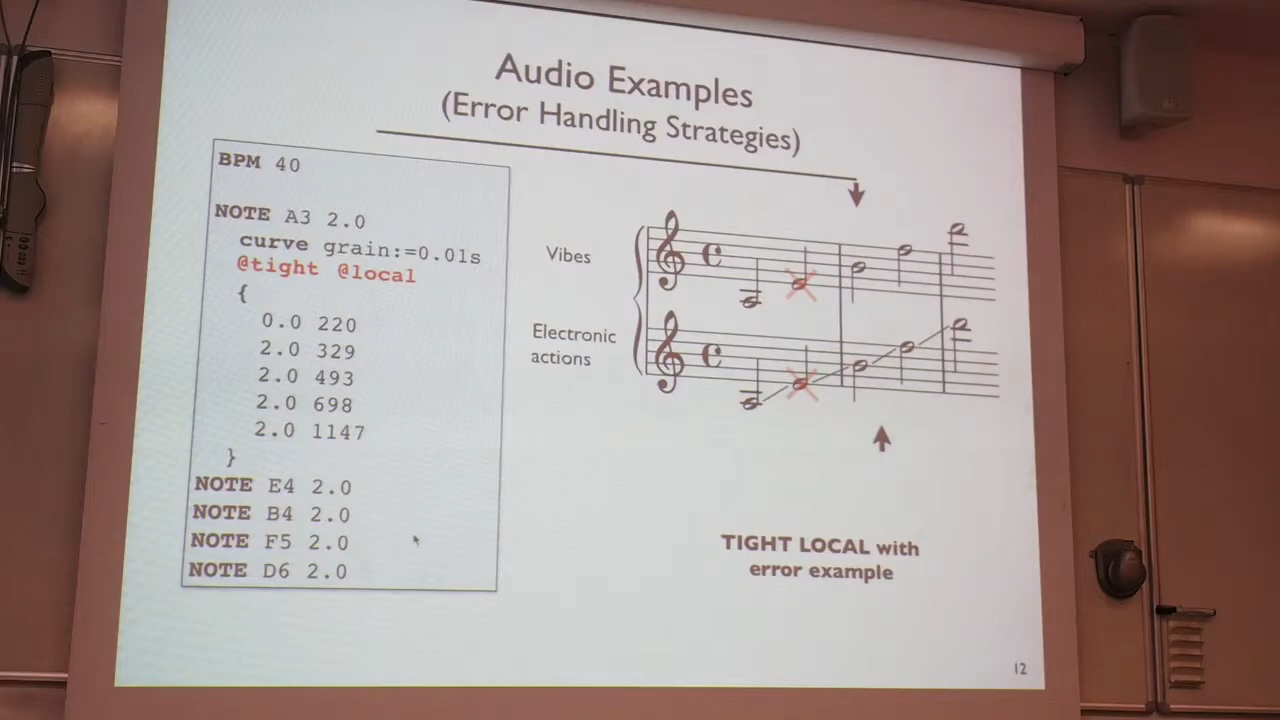 Audio Examples
(Error Handling Strategies)
BPM 40
NOTE A3 2.0
curve grain:=0.01s
@tight @local
{
0.0 220
2.0 329
2.0 493
2.0 698
2.0 1147
}
NOTE E4 2.0
NOTE B4 2.0
NOTE F5 2.0
NOTE D6 2.0
Vibes
Electronic
actions
TIGHT LOCAL with
error example
12